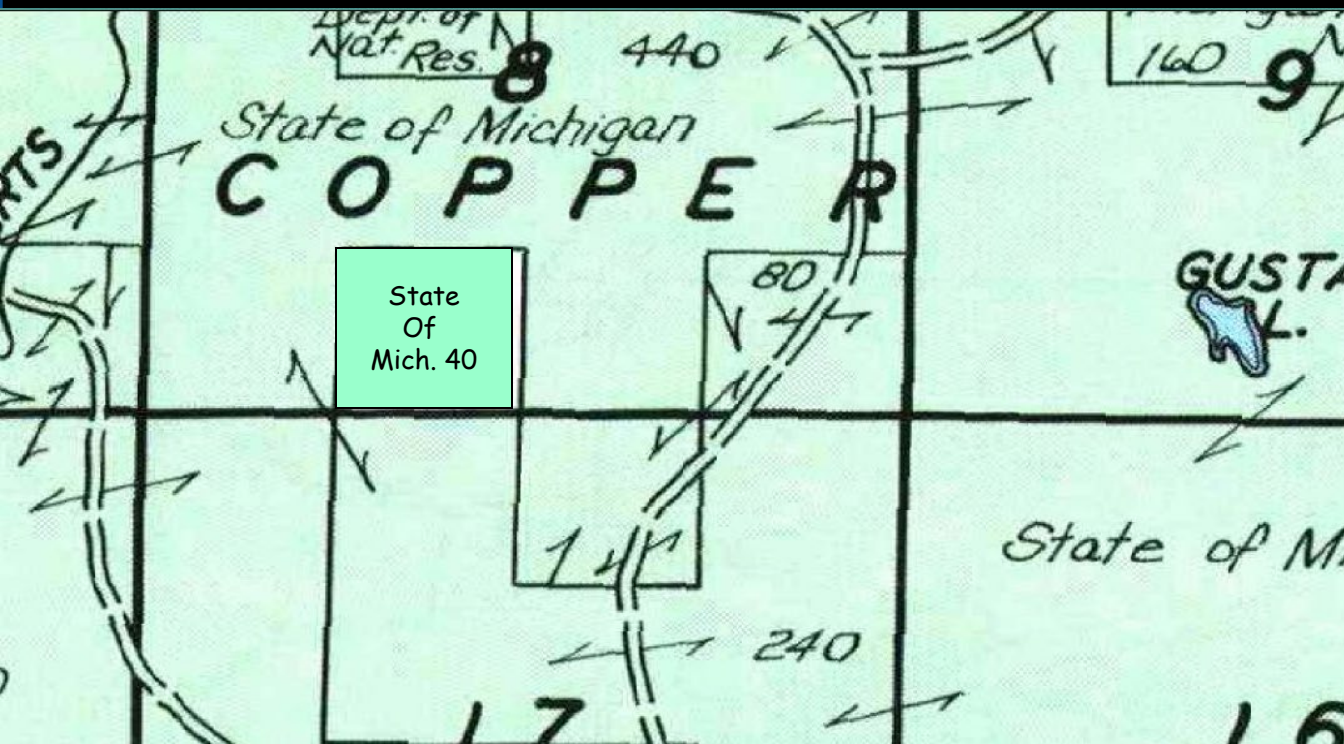 Dept. of
Nat. Res.
8
440
160
9
State of Michigan
COPPER
80
GUSTA
L.
State
Of
Mich. 40
State of M
240
17
16